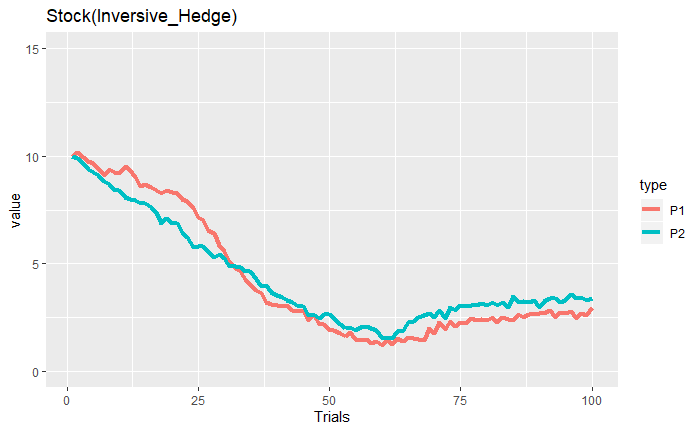 Stock(Inversive_Hedge)
15
10
5
0
value
0 25 50 75 100
Trials
type
P1
P2